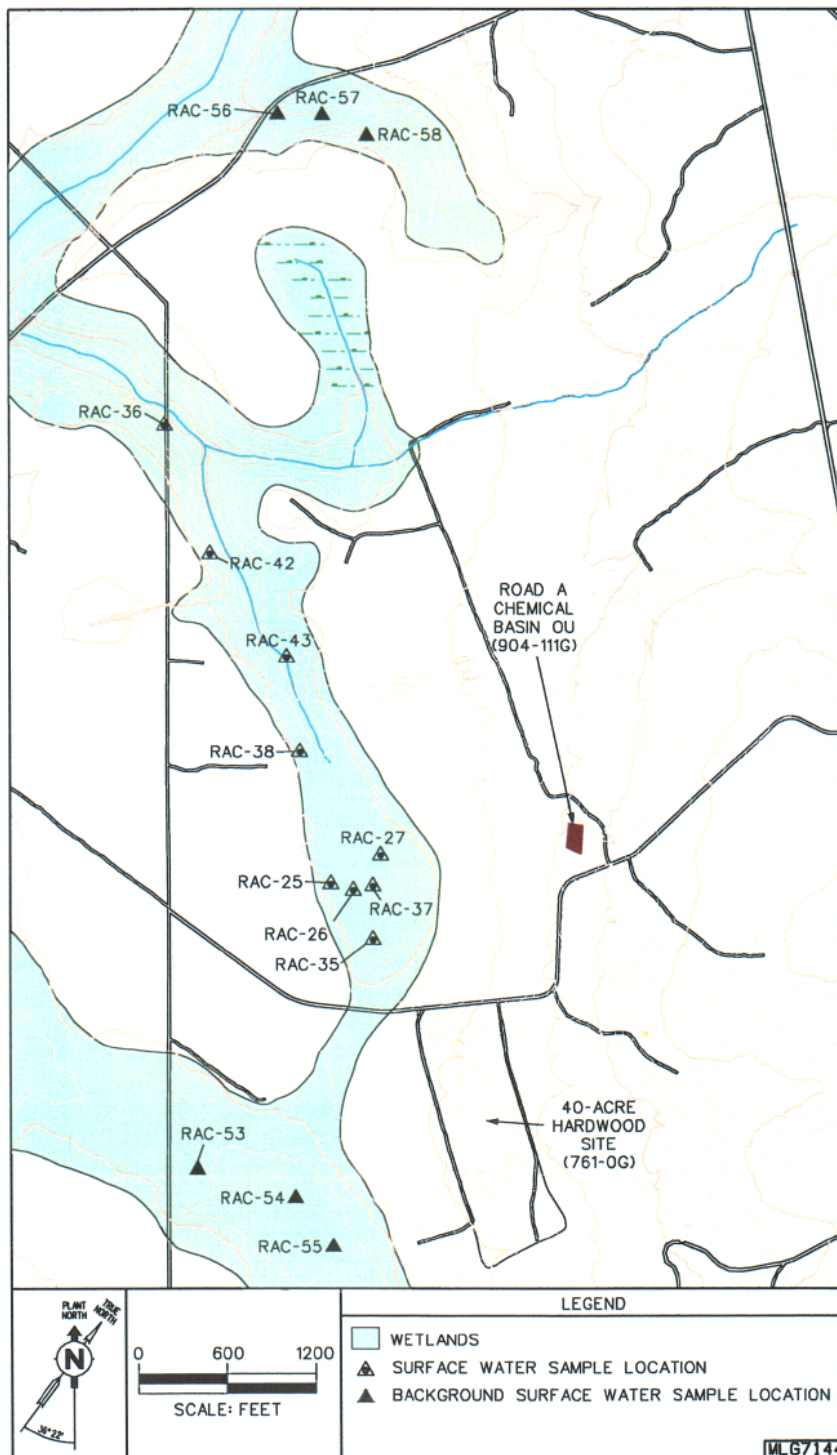 RAC-56
RAC-57
RAC-58
RAC-36
RAC-42
ROAD A
CHEMICAL
BASIN OU
(904-111G)
RAC-43
RAC-38
RAC-27
RAC-25
RAC-37
RAC-26
RAC-35
40-ACRE
HARDWOOD
SITE
(761-0G)
RAC-53
RAC-54
RAC-55
PLANT
NORTH
TRUE
NORTH
N
36°22'
0 600 1200
SCALE: FEET
LEGEND
WETLANDS
SURFACE WATER SAMPLE LOCATION
BACKGROUND SURFACE WATER SAMPLE LOCATION